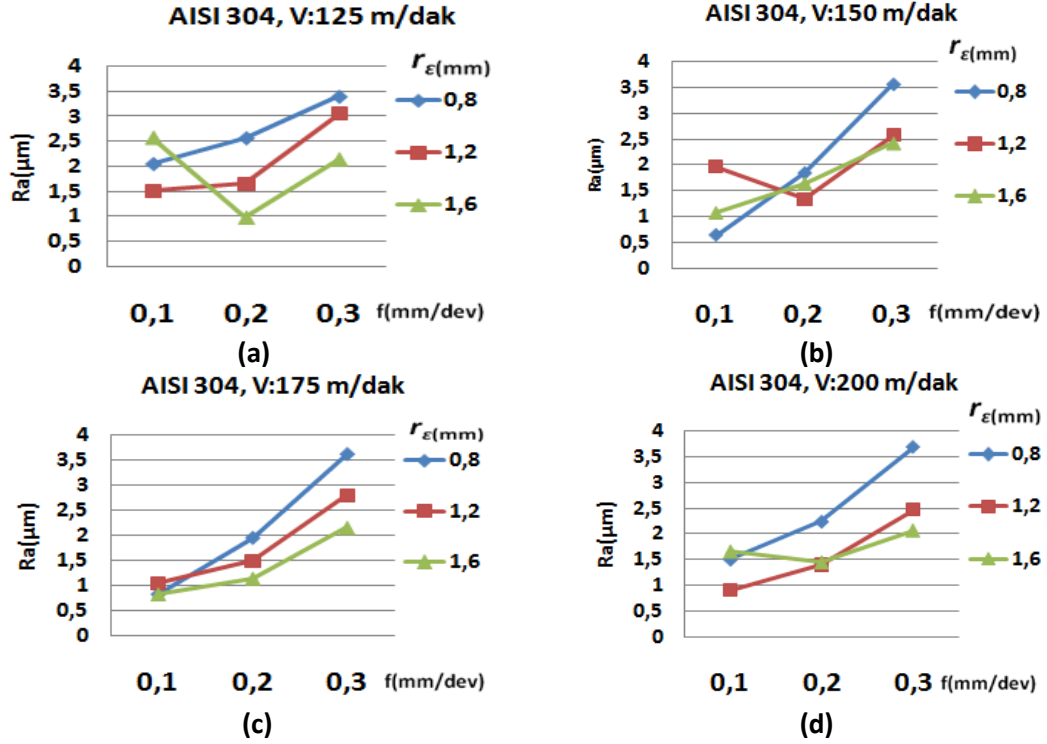 AISI 304, V:125 m/dak
Ra(µm)
4
3,5
3
2,5
2
1,5
1
0,5
0
0,1 0,2 0,3 f(mm/dev)
rε(mm)
0,8
1,2
1,6
(a)
AISI 304, V:150 m/dak
Ra(µm)
4
3,5
3
2,5
2
1,5
1
0,5
0
0,1 0,2 0,3 f(mm/dev)
rε(mm)
0,8
1,2
1,6
(b)
AISI 304, V:175 m/dak
Ra(µm)
4
3,5
3
2,5
2
1,5
1
0,5
0
0,1 0,2 0,3 f(mm/dev)
rε(mm)
0,8
1,2
1,6
(c)
AISI 304, V:200 m/dak
Ra(µm)
4
3,5
3
2,5
2
1,5
1
0,5
0
0,1 0,2 0,3 f(mm/dev)
rε(mm)
0,8
1,2
1,6
(d)